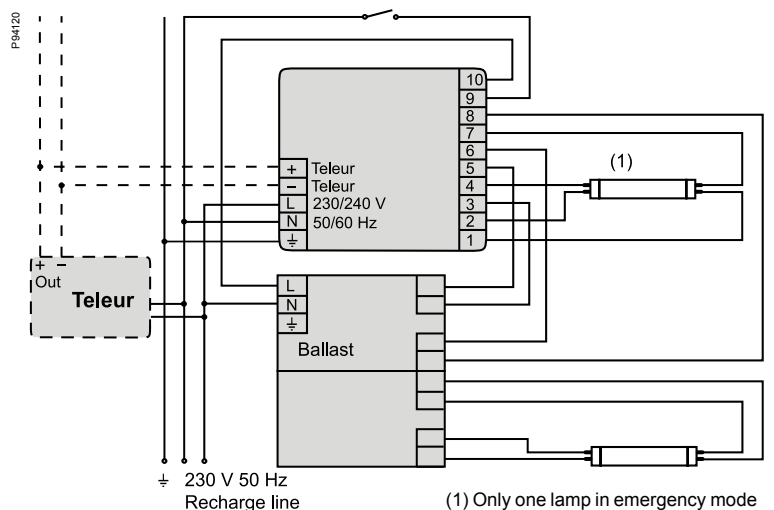 P94120
10
9
8
7
6
5
4
3
2
1
+ Teleur
− Teleur
L 230/240 V
N 50/60 Hz
⏚
(1)
+ −
Out
Teleur
L
N
⏚
Ballast
⏚ 230 V 50 Hz
Recharge line
(1) Only one lamp in emergency mode